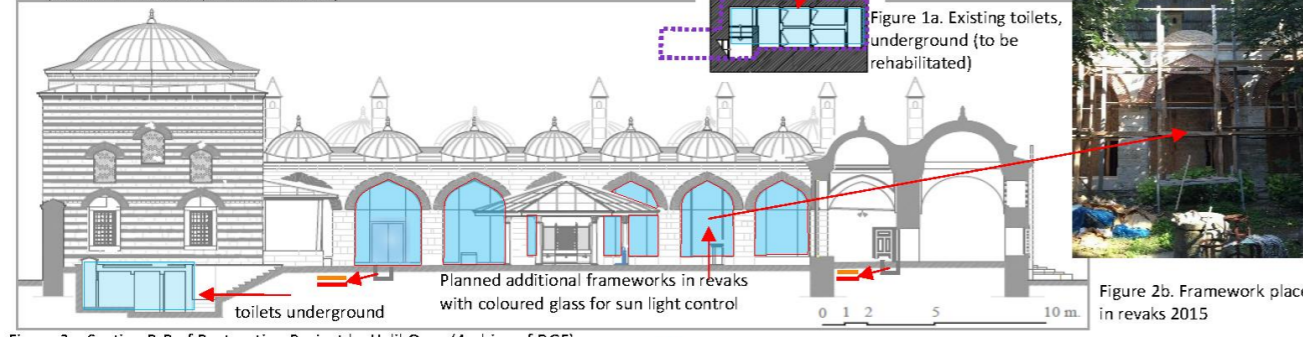 Figure 1a. Existing toilets,
underground (to be
rehabilitated)
Planned additional frameworks in revaks
with coloured glass for sun light control
toilets underground
0 1 2 5 10 m.
Figure 2b. Framework place
in revaks 2015